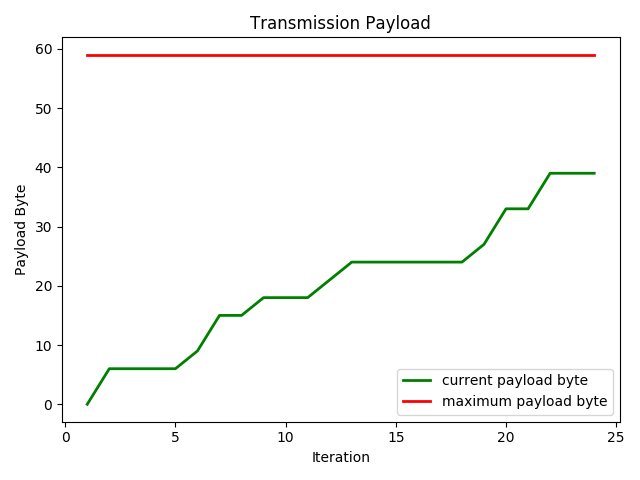 Transmission Payload
60
50
40
30
20
10
0
Payload Byte
0 5 10 15 20 25
Iteration
current payload byte
maximum payload byte